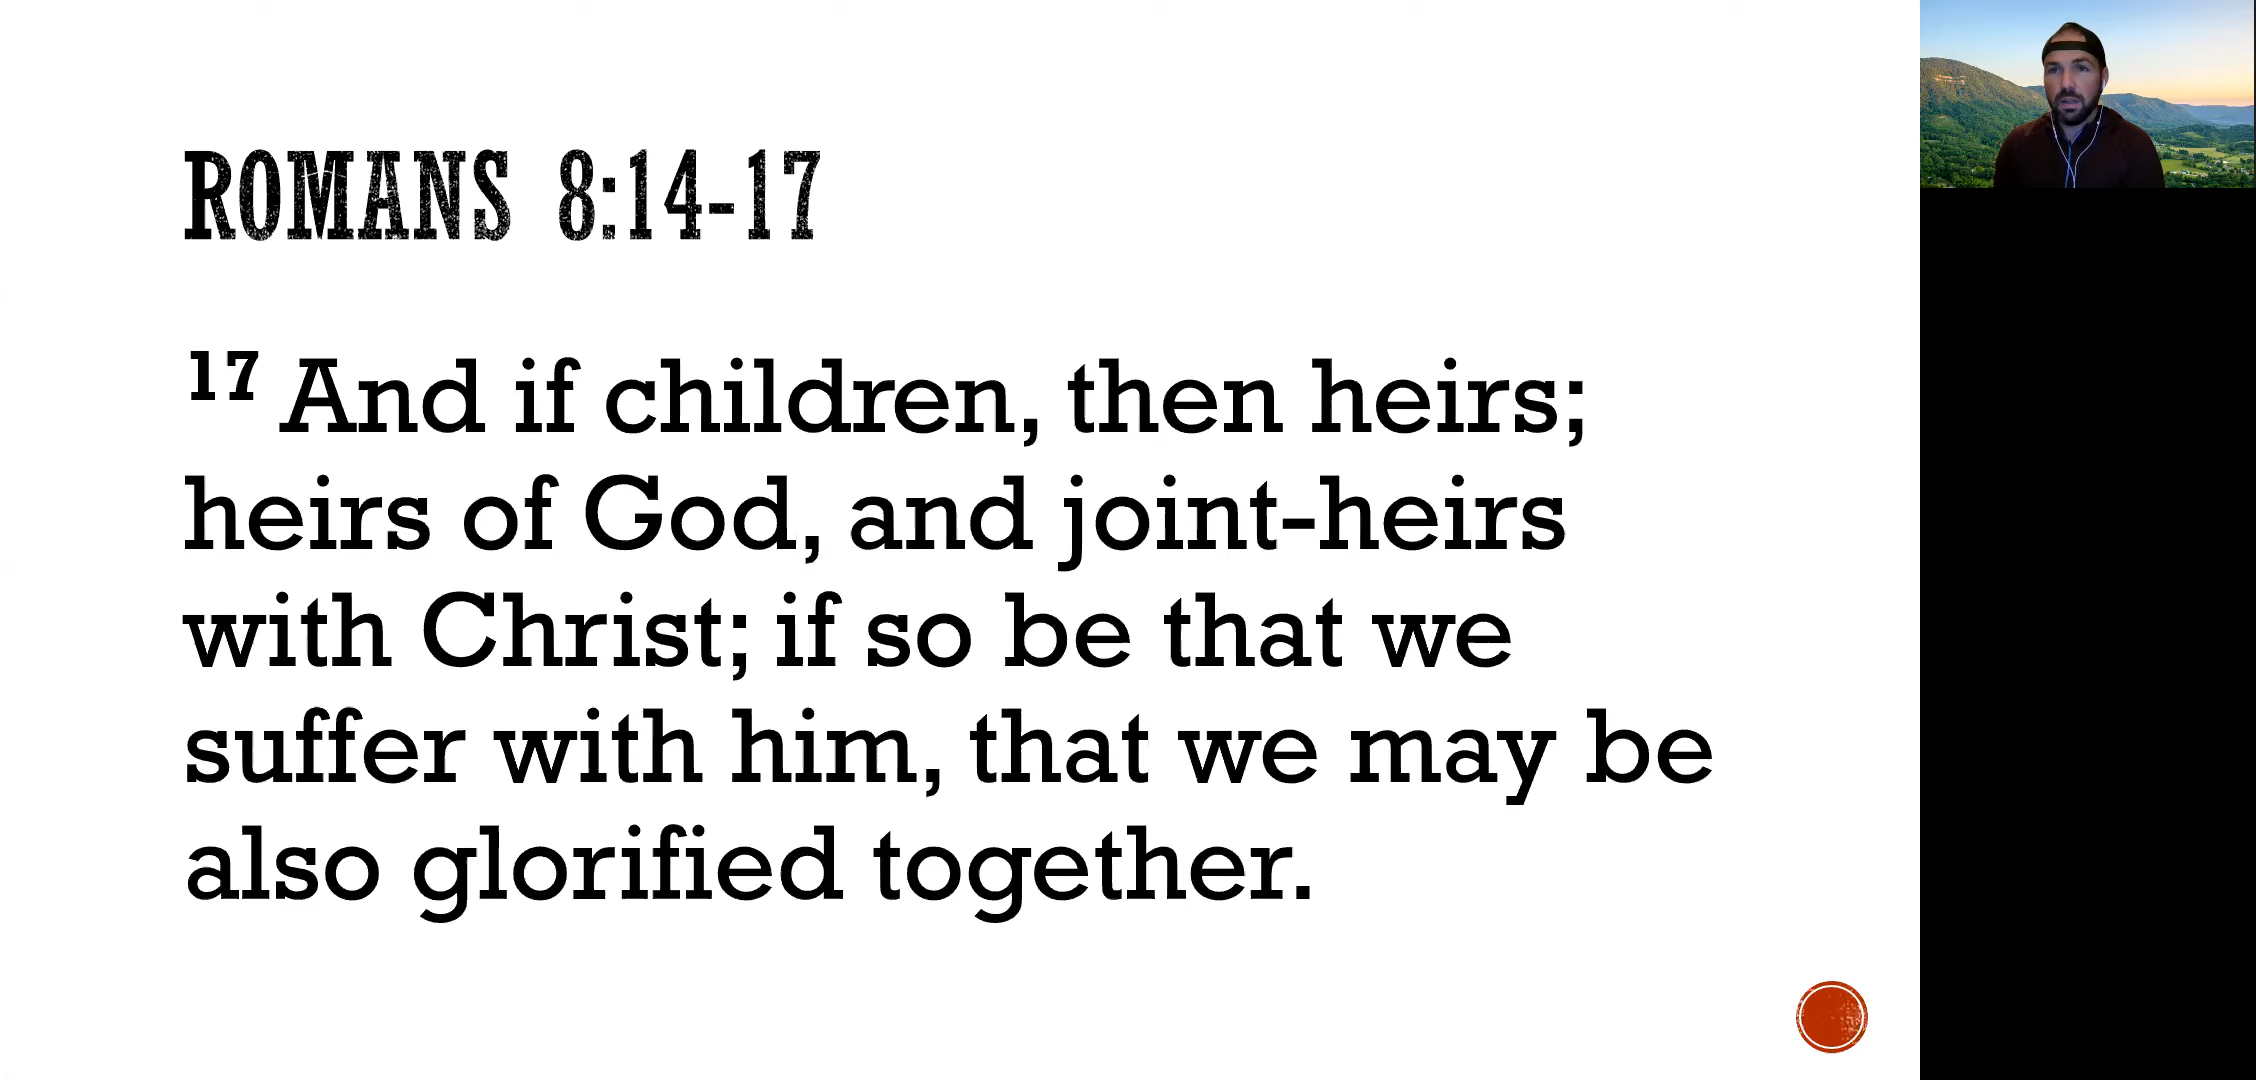 ROMANS 8:14-17
17 And if children, then heirs;
heirs of God, and joint-heirs
with Christ; if so be that we
suffer with him, that we may be
also glorified together.